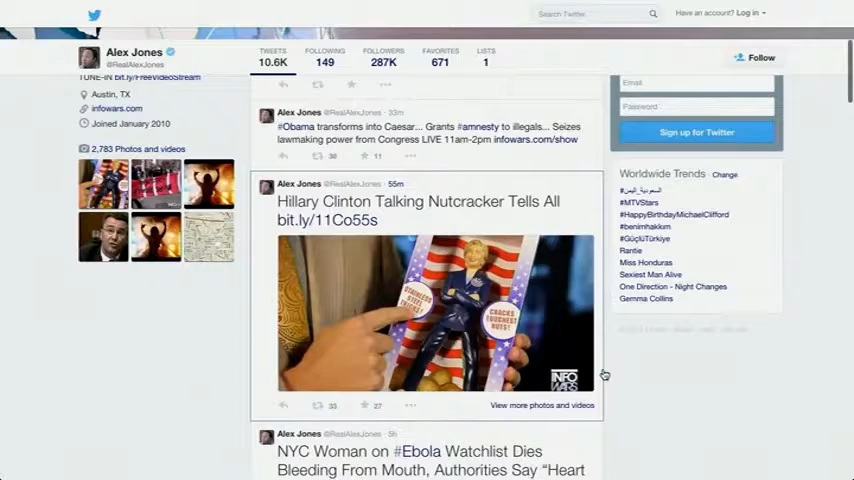 Search Twitter
Have an account? Log in
Alex Jones
@RealAlexJones
TWEETS
10.6K
FOLLOWING
149
FOLLOWERS
287K
FAVORITES
671
LISTS
1
Follow
TUNE-IN bit.ly/FreeVideoStream
Austin, TX
infowars.com
Joined January 2010
2,783 Photos and videos
Alex Jones @RealAlexJones · 33m
#Obama transforms into Caesar... Grants #amnesty to illegals... Seizes
lawmaking power from Congress LIVE 11am-2pm infowars.com/show
38
11
Alex Jones @RealAlexJones · 55m
Hillary Clinton Talking Nutcracker Tells All
bit.ly/11Co55s
STAINLESS
STEEL
THIGHS!
CRACKS
TOUGHEST
NUTS!
INFO
WARS
33
27
View more photos and videos
Alex Jones @RealAlexJones · 5h
NYC Woman on #Ebola Watchlist Dies
Bleeding From Mouth, Authorities Say “Heart
Email
Password
Sign up for Twitter
Worldwide Trends · Change
#السعودية_اليمن
#MTVStars
#HappyBirthdayMichaelClifford
#benimhakkım
#GüçlüTürkiye
Rantie
Miss Honduras
Sexiest Man Alive
One Direction - Night Changes
Gemma Collins